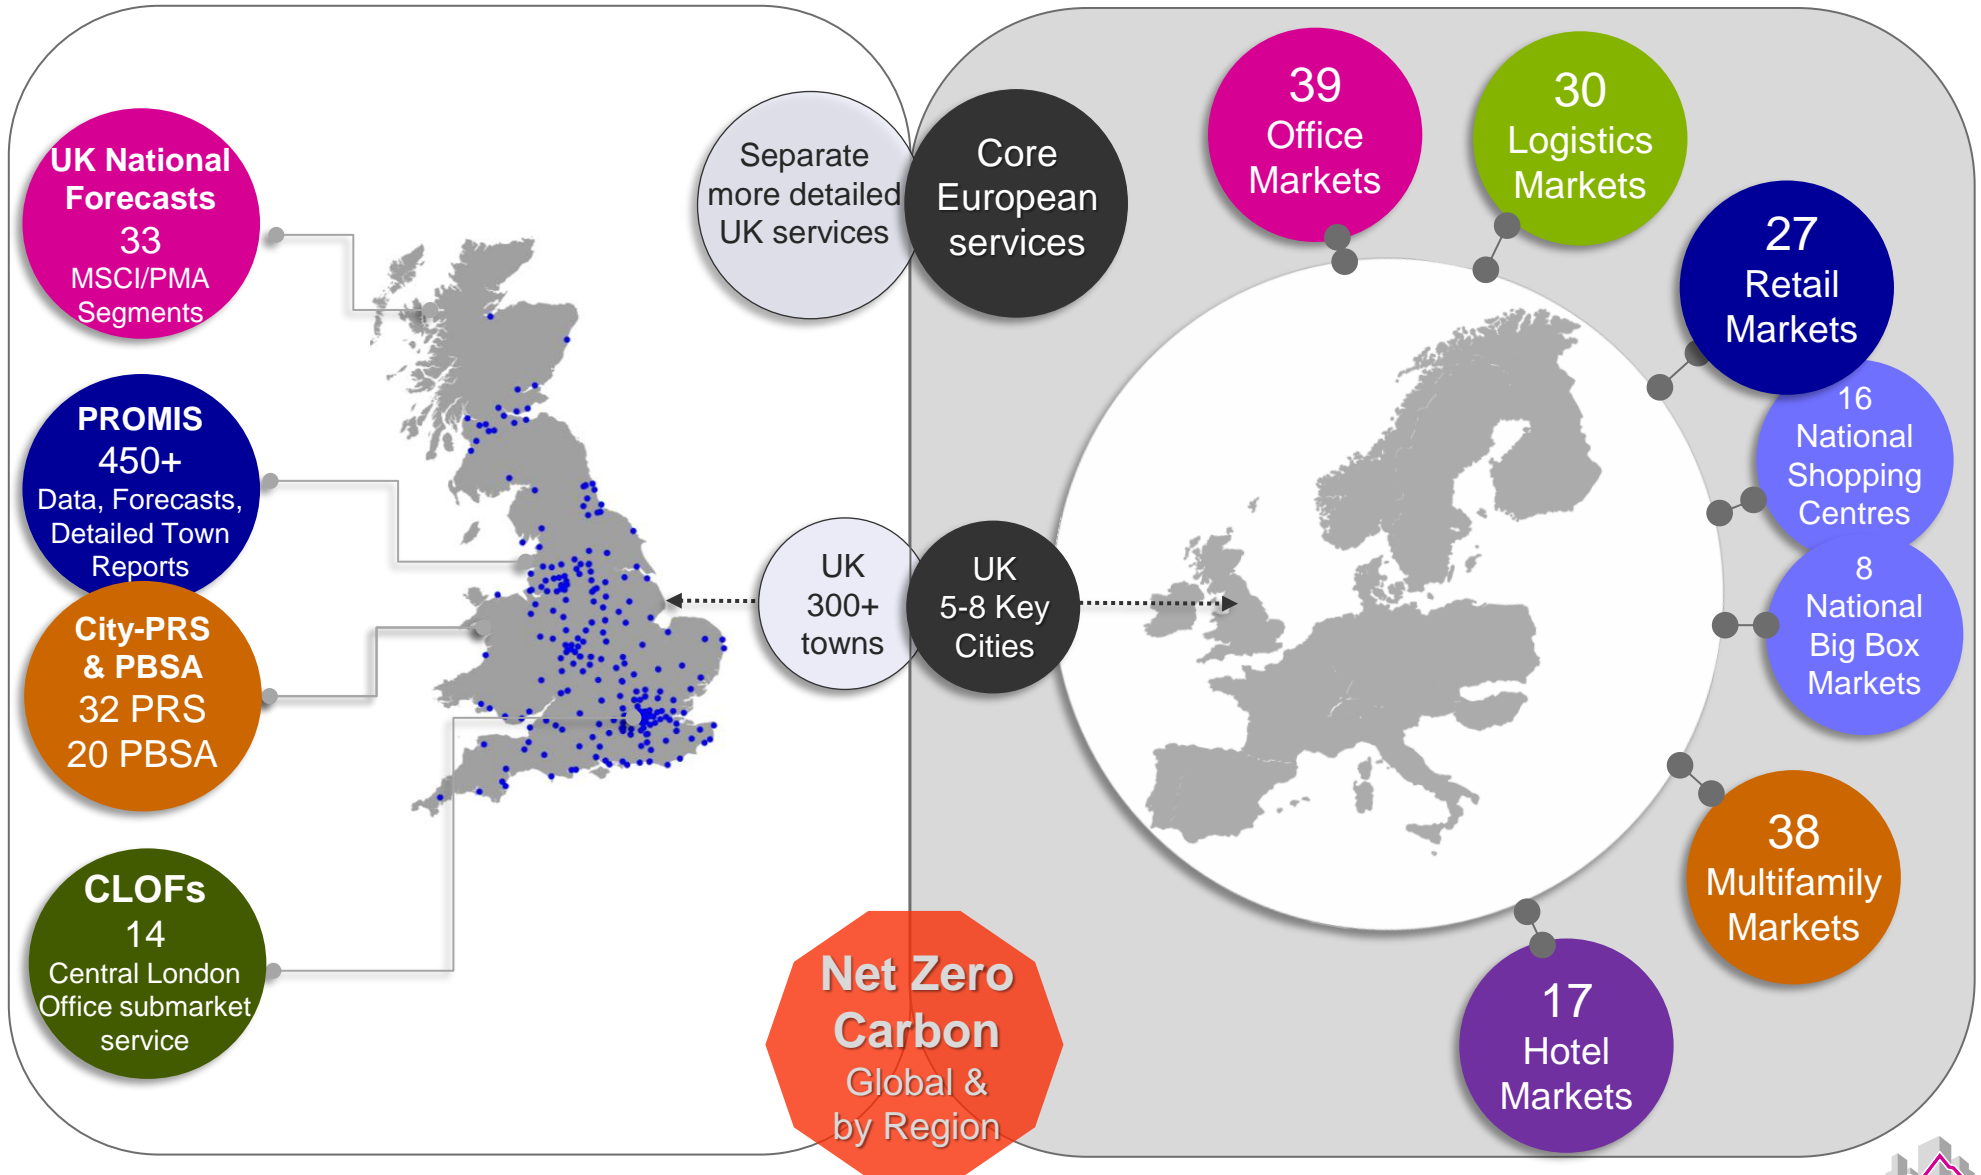 UK National
Forecasts
33
MSCI/PMA
Segments
PROMIS
450+
Data, Forecasts,
Detailed Town
Reports
City-PRS
& PBSA
32 PRS
20 PBSA
CLOFs
14
Central London
Office submarket
service
Separate
more detailed
UK services
Core
European
services
UK
300+
towns
UK
5-8 Key
Cities
Net Zero
Carbon
Global &
by Region
39
Office
Markets
30
Logistics
Markets
27
Retail
Markets
16
National
Shopping
Centres
8
National
Big Box
Markets
38
Multifamily
Markets
17
Hotel
Markets